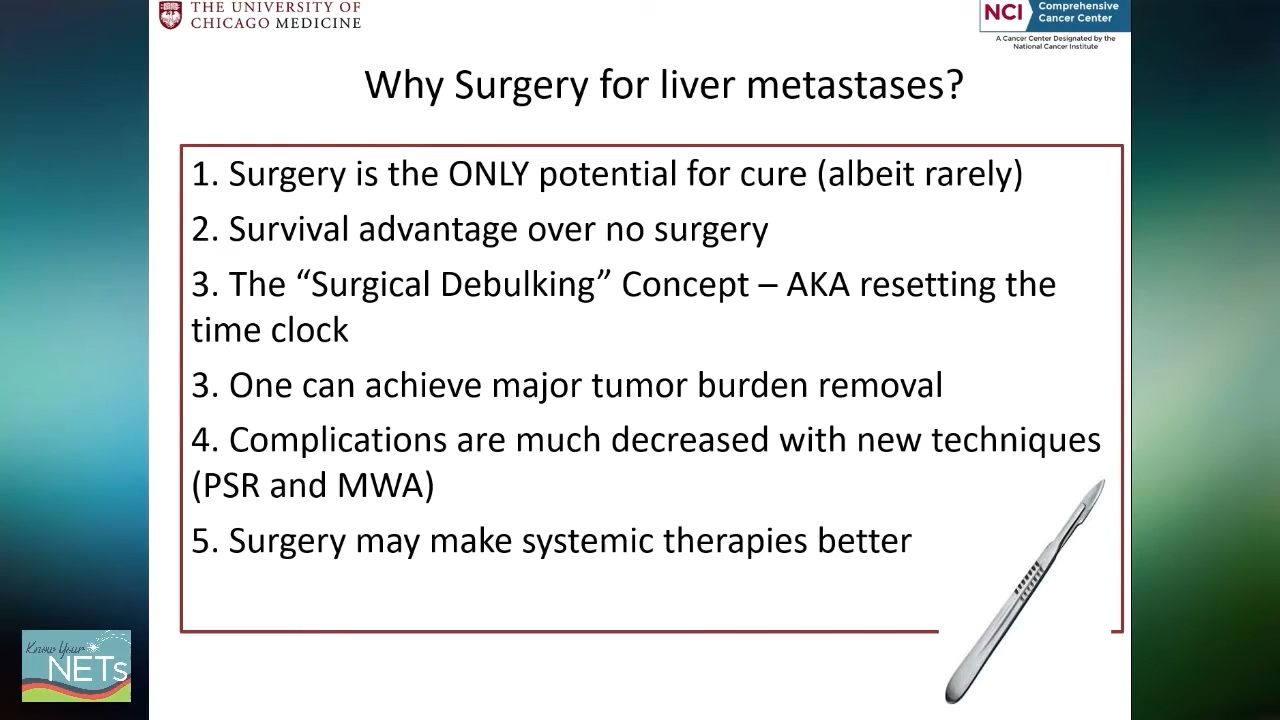 THE UNIVERSITY OF
CHICAGO MEDICINE
NCI
Comprehensive
Cancer Center
A Cancer Center Designated by the
National Cancer Institute
Why Surgery for liver metastases?
1. Surgery is the ONLY potential for cure (albeit rarely)
2. Survival advantage over no surgery
3. The “Surgical Debulking” Concept – AKA resetting the
time clock
3. One can achieve major tumor burden removal
4. Complications are much decreased with new techniques
(PSR and MWA)
5. Surgery may make systemic therapies better
Know Your
NETs